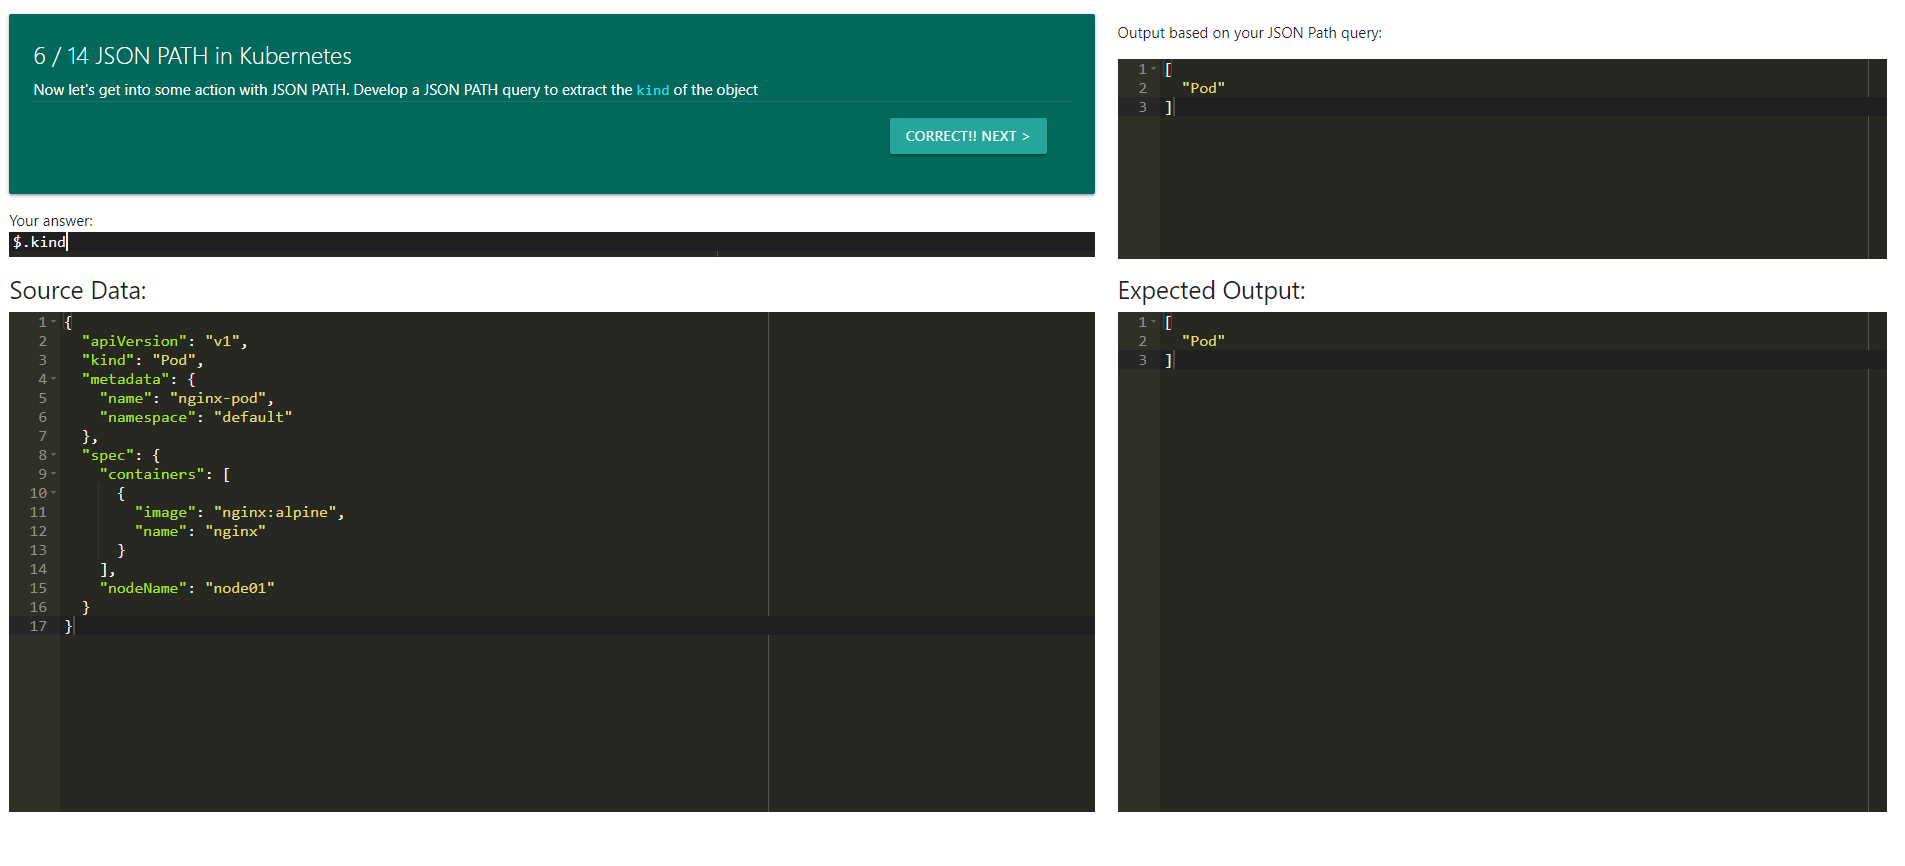 6 / 14 JSON PATH in Kubernetes
Now let's get into some action with JSON PATH. Develop a JSON PATH query to extract the kind of the object
CORRECT!! NEXT >
Your answer:
$.kind
Source Data:
1 {
2   "apiVersion": "v1",
3   "kind": "Pod",
4   "metadata": {
5     "name": "nginx-pod",
6     "namespace": "default"
7   },
8   "spec": {
9     "containers": [
10       {
11         "image": "nginx:alpine",
12         "name": "nginx"
13       }
14     ],
15     "nodeName": "node01"
16   }
17 }
Output based on your JSON Path query:
1 [
2   "Pod"
3 ]
Expected Output:
1 [
2   "Pod"
3 ]